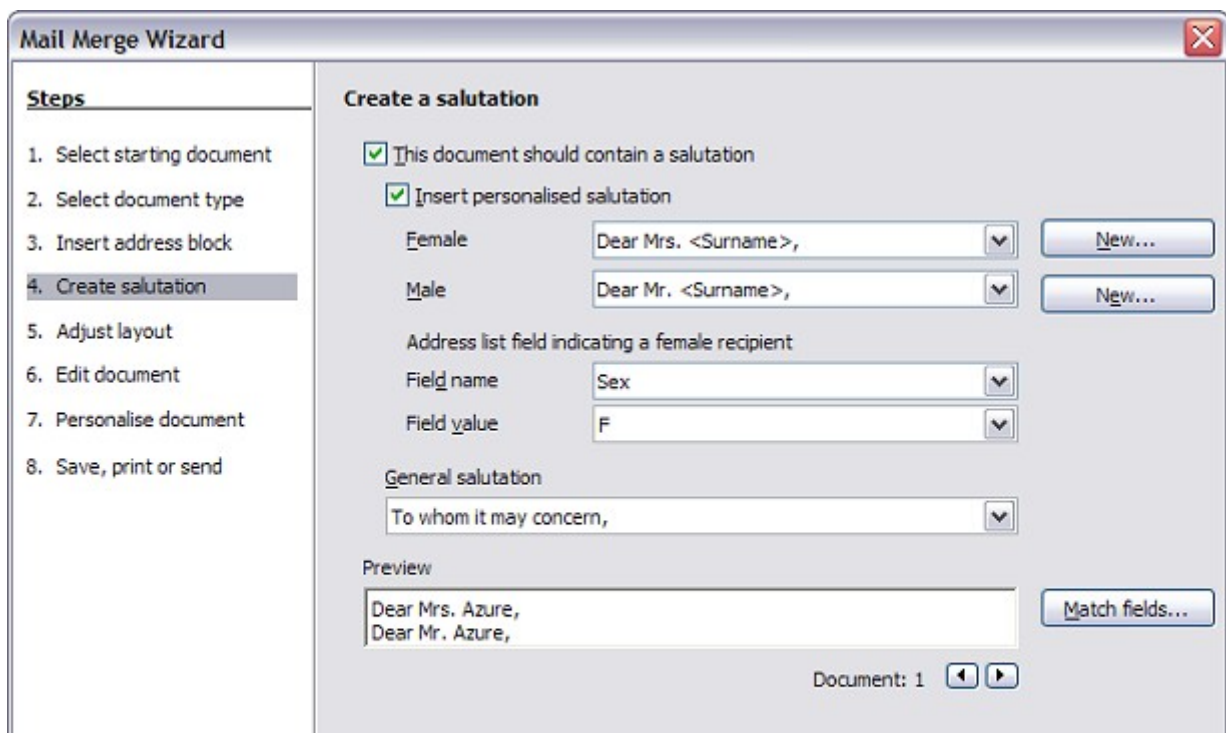 Mail Merge Wizard
Steps
1. Select starting document
2. Select document type
3. Insert address block
4. Create salutation
5. Adjust layout
6. Edit document
7. Personalise document
8. Save, print or send
Create a salutation
This document should contain a salutation
Insert personalised salutation
Female Dear Mrs. <Surname>, New...
Male Dear Mr. <Surname>, New...
Address list field indicating a female recipient
Field name Sex
Field value F
General salutation
To whom it may concern,
Preview
Dear Mrs. Azure,
Dear Mr. Azure,
Match fields...
Document: 1